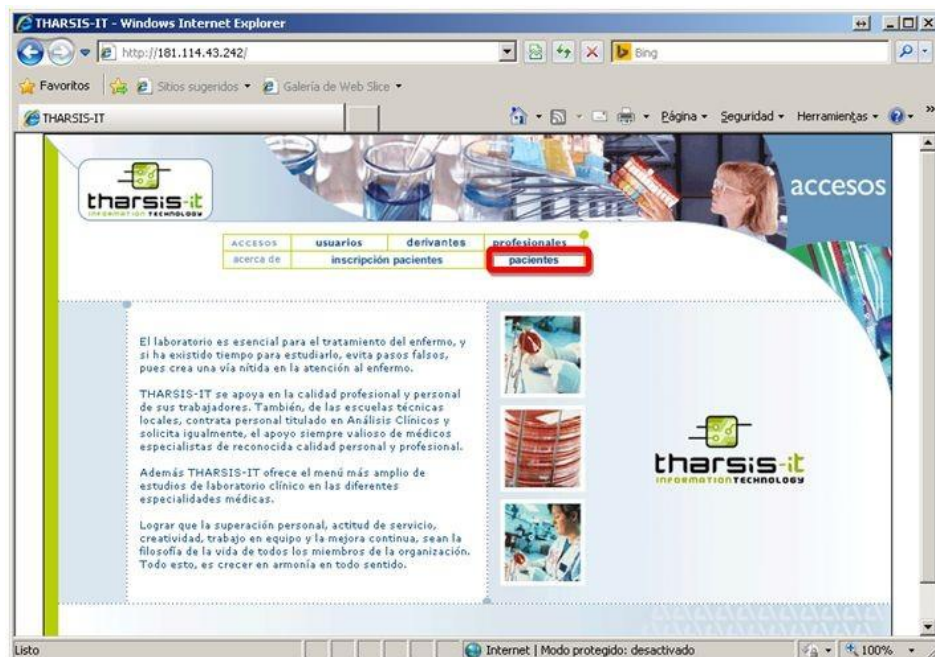 THARSIS-IT - Windows Internet Explorer
http://181.114.43.242/
Bing
Favoritos
Sitios sugeridos
Galería de Web Slice
THARSIS-IT
Página
Seguridad
Herramientas
»
tharsis-it
INFORMATION TECHNOLOGY
accesos
ACCESOS usuarios derivantes profesionales
acerca de inscripción pacientes pacientes
El laboratorio es esencial para el tratamiento del enfermo, y
si ha existido tiempo para estudiarlo, evita pasos falsos,
pues crea una vía nítida en la atención al enfermo.
THARSIS-IT se apoya en la calidad profesional y personal
de sus trabajadores. También, de las escuelas técnicas
locales, contrata personal titulado en Análisis Clínicos y
solicita igualmente, el apoyo siempre valioso de médicos
especialistas de reconocida calidad personal y profesional.
Además THARSIS-IT ofrece el menú más amplio de
estudios de laboratorio clínico en las diferentes
especialidades médicas.
Lograr que la superación personal, actitud de servicio,
creatividad, trabajo en equipo y la mejora continua, sean la
filosofía de la vida de todos los miembros de la organización.
Todo esto, es crecer en armonía en todo sentido.
tharsis-it
INFORMATION TECHNOLOGY
Listo
Internet | Modo protegido: desactivado
100%